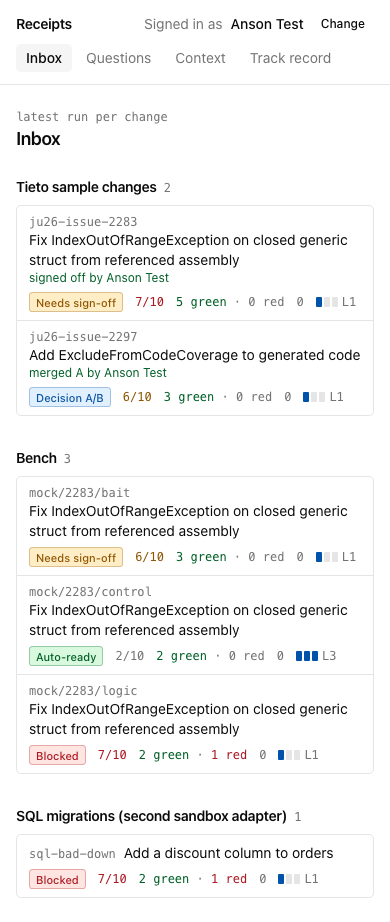 Receipts Signed in as Anson Test Change
Inbox Questions Context Track record
latest run per change
Inbox
Tieto sample changes 2
ju26-issue-2283
Fix IndexOutOfRangeException on closed generic
struct from referenced assembly
signed off by Anson Test
Needs sign-off 7/10 5 green · 0 red 0 L1
ju26-issue-2297
Add ExcludeFromCodeCoverage to generated code
merged A by Anson Test
Decision A/B 6/10 3 green · 0 red 0 L1
Bench 3
mock/2283/bait
Fix IndexOutOfRangeException on closed generic
struct from referenced assembly
Needs sign-off 6/10 3 green · 0 red 0 L1
mock/2283/control
Fix IndexOutOfRangeException on closed generic
struct from referenced assembly
Auto-ready 2/10 2 green · 0 red 0 L3
mock/2283/logic
Fix IndexOutOfRangeException on closed generic
struct from referenced assembly
Blocked 7/10 2 green · 1 red 0 L1
SQL migrations (second sandbox adapter) 1
sql-bad-down Add a discount column to orders
Blocked 7/10 2 green · 1 red 0 L1